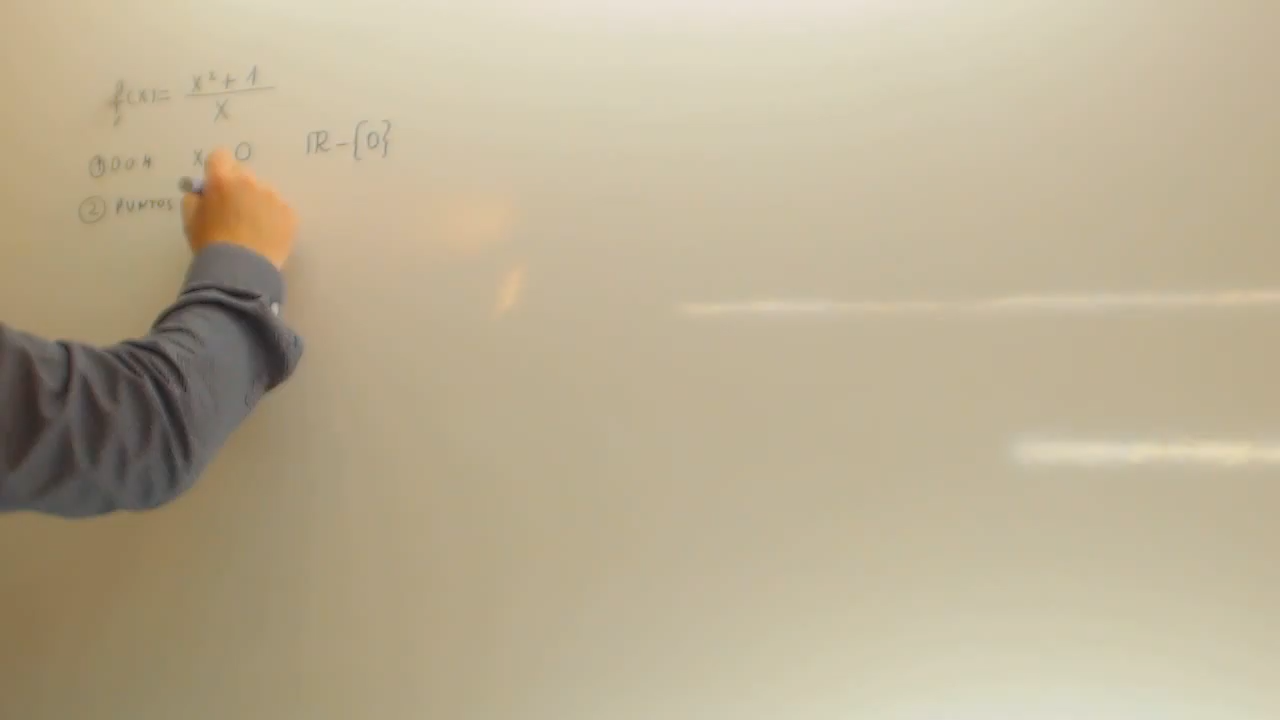 f(x) = x² + 1 / x
① DOM x = 0 ℝ - {0}
② PUNTOS